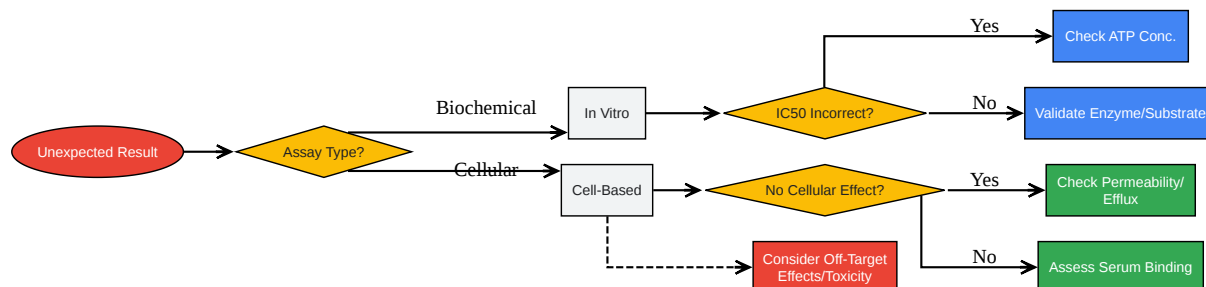 Yes
Check ATP Conc.
Biochemical
In Vitro
IC50 Incorrect?
No
Validate Enzyme/Substrate
Unexpected Result
Assay Type?
Cellular
Cell-Based
No Cellular Effect?
Yes
Check Permeability/
Efflux
Consider Off-Target
Effects/Toxicity
No
Assess Serum Binding